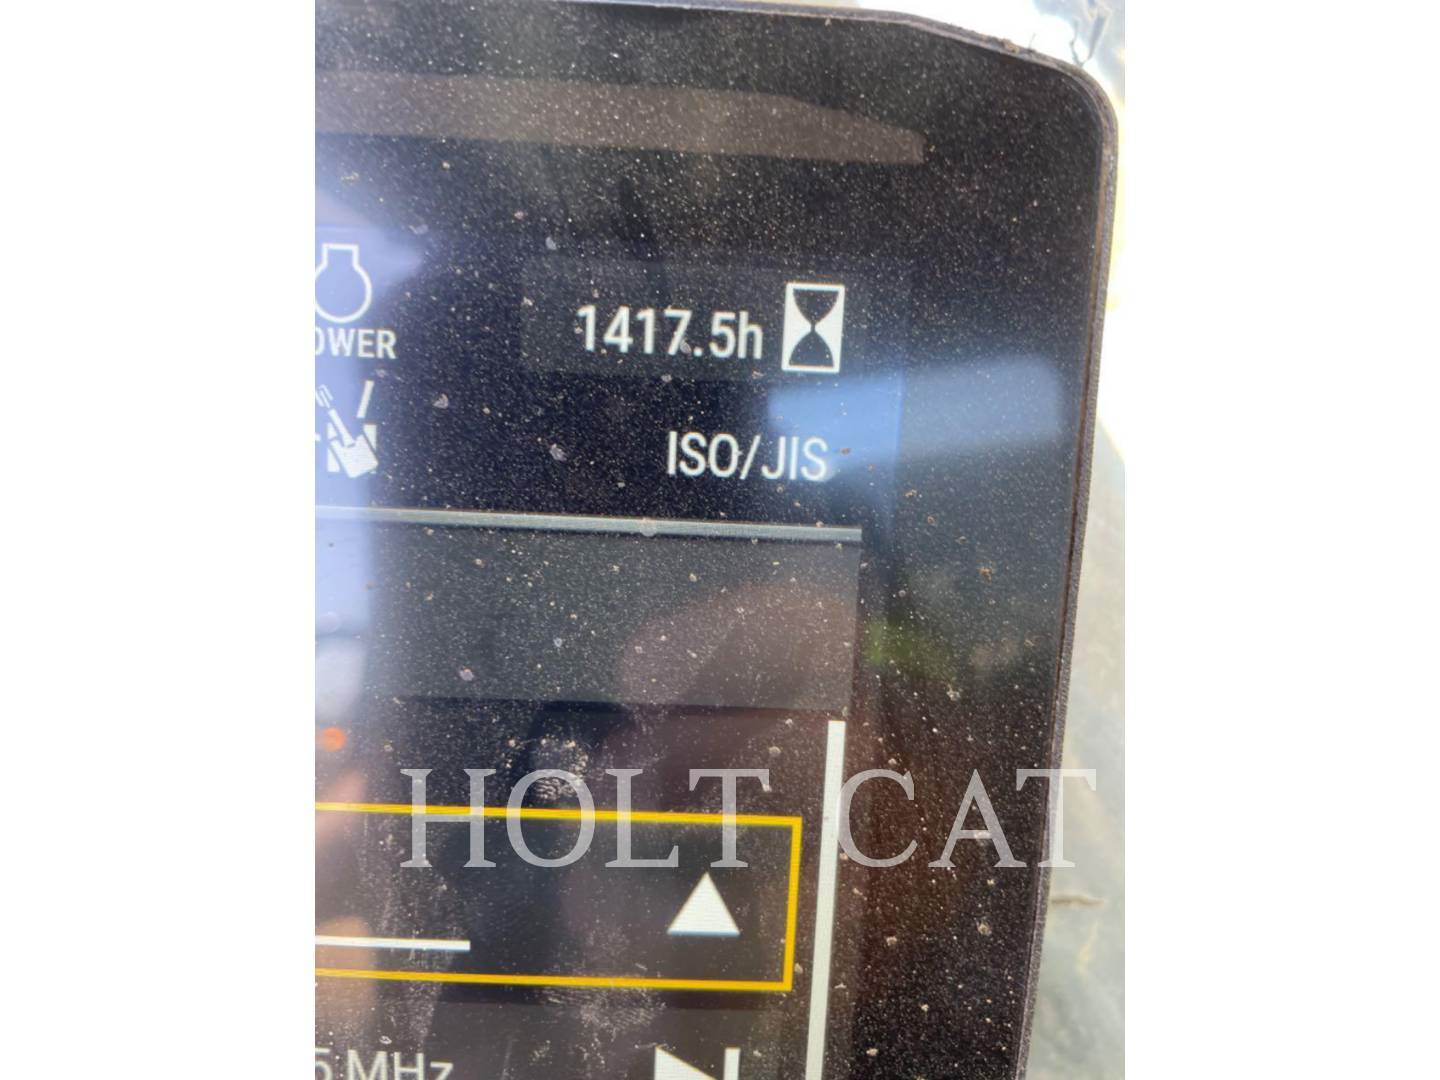 1417.5h
OWER
ISO/JIS
HOLT CAT
5 MHz